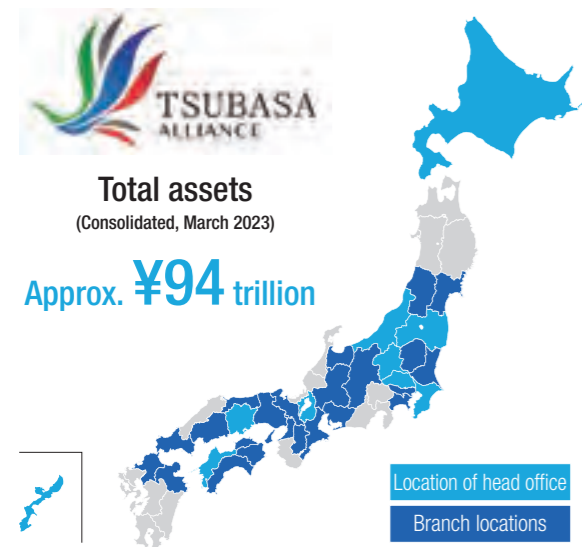 TSUBASA
ALLIANCE
Total assets
(Consolidated, March 2023)
Approx. ¥94 trillion
Location of head office
Branch locations